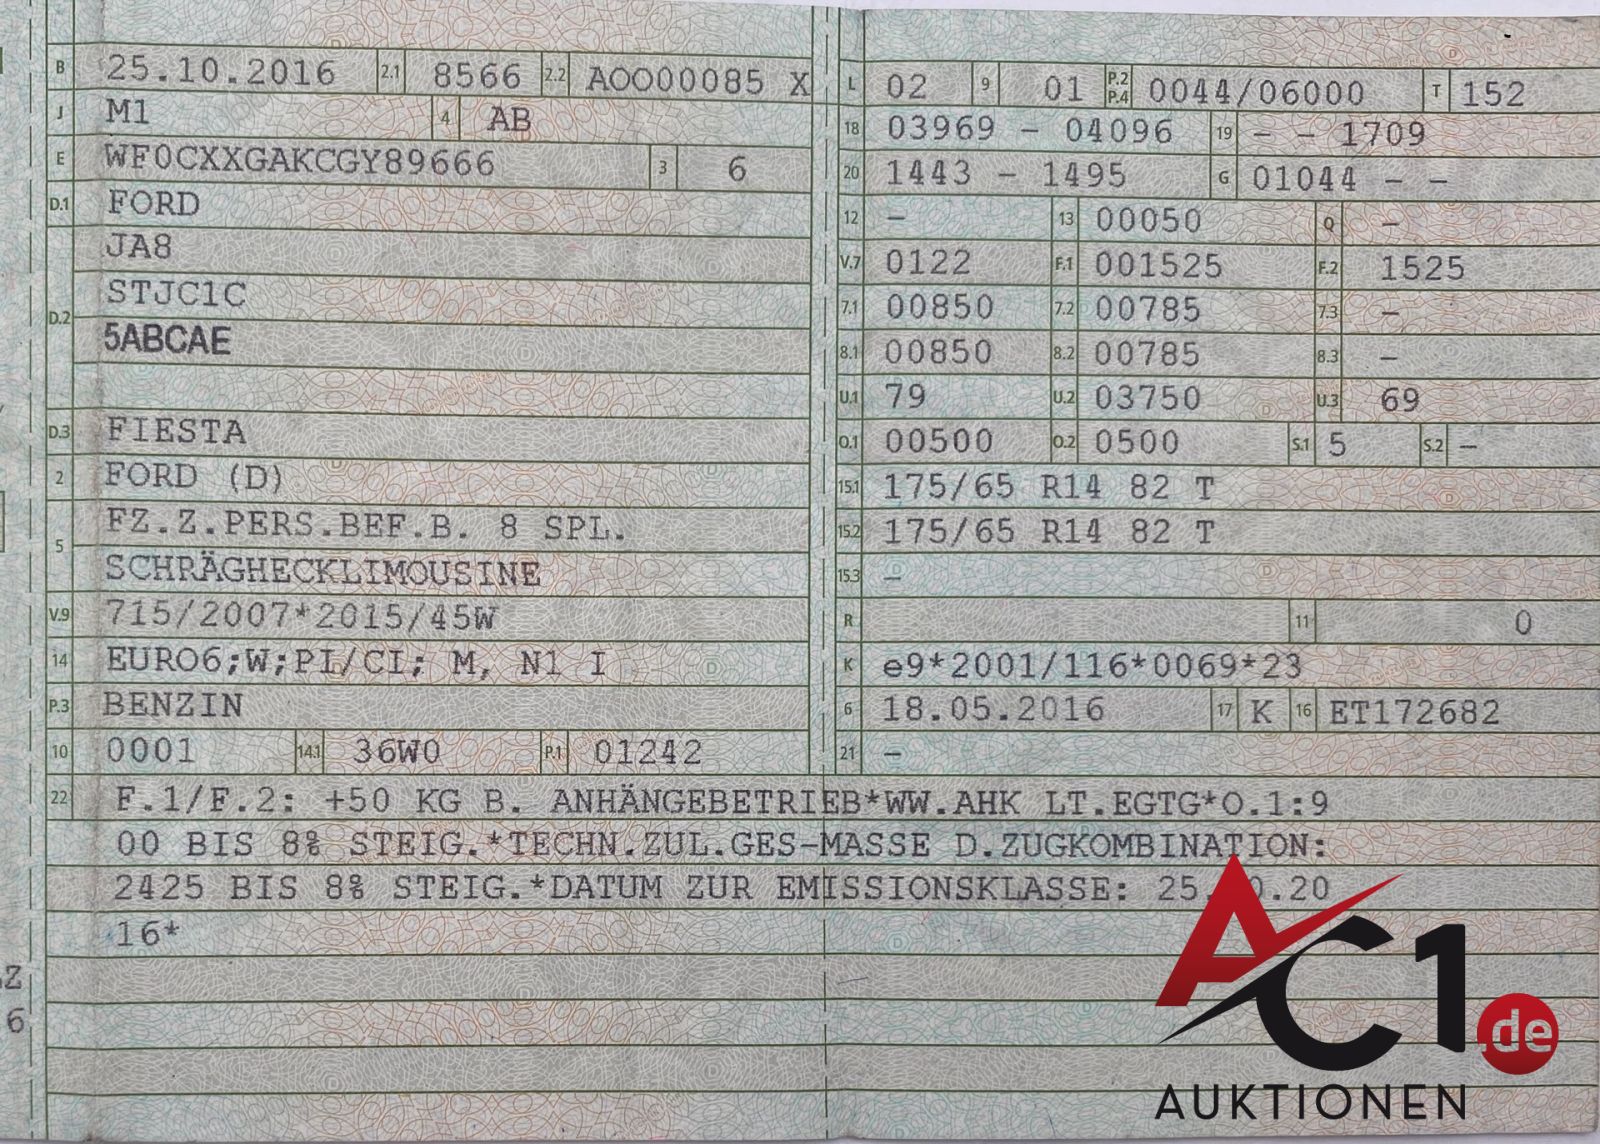 B 25.10.2016 2.1 8566 2.2 AOO00085 X
J M1 4 AB
E WF0CXXGAKCGY89666 3 6
D.1 FORD
JA8
D.2 STJC1C
5ABCAE
D.3 FIESTA
2 FORD (D)
5 FZ.Z.PERS.BEF.B. 8 SPL.
SCHRÄGHECKLIMOUSINE
V.9 715/2007*2015/45W
14 EURO6;W;PI/CI; M, N1 I
P.3 BENZIN
10 0001 14.1 36W0 P.1 01242
L 02 9 01 P.2 P.4 0044/06000 T 152
18 03969 - 04096 19 - - 1709
20 1443 - 1495 G 01044 - -
12 - 13 00050 Q -
V.7 0122 F.1 001525 F.2 1525
7.1 00850 7.2 00785 7.3 -
8.1 00850 8.2 00785 8.3 -
U.1 79 U.2 03750 U.3 69
O.1 00500 O.2 0500 S.1 5 S.2 -
15.1 175/65 R14 82 T
15.2 175/65 R14 82 T
15.3 -
R 11 0
K e9*2001/116*0069*23
6 18.05.2016 17 K 16 ET172682
21 -
22 F.1/F.2: +50 KG B. ANHÄNGEBETRIEB*WW.AHK LT.EGTG*O.1:9
00 BIS 8% STEIG.*TECHN.ZUL.GES-MASSE D.ZUGKOMBINATION:
2425 BIS 8% STEIG.*DATUM ZUR EMISSIONSKLASSE: 25. 0.20
16*
Z
6
AC1.de
AUKTIONEN